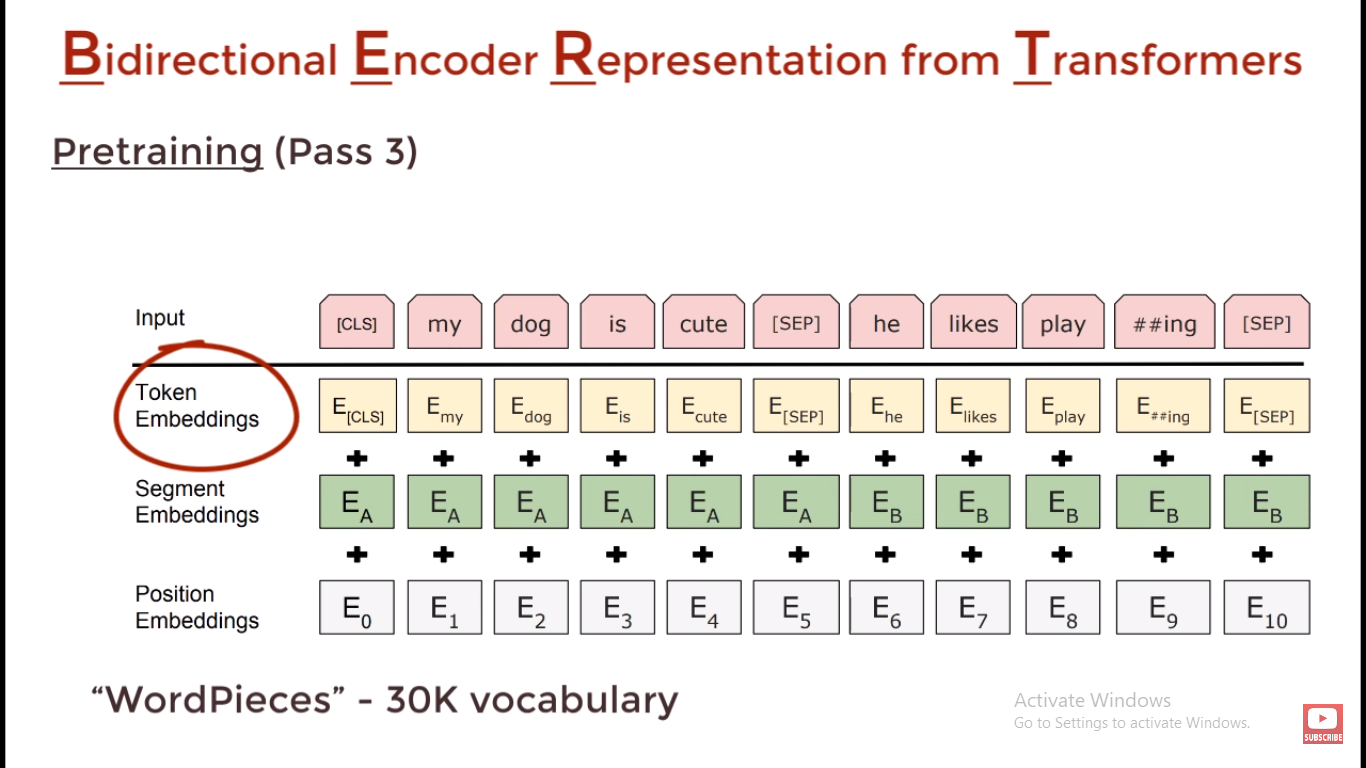 Bidirectional Encoder Representation from Transformers
Pretraining (Pass 3)
Input [CLS] my dog is cute [SEP] he likes play ##ing [SEP]
Token
Embeddings
E[CLS] Emy Edog Eis Ecute E[SEP] Ehe Elikes Eplay E##ing E[SEP]
Segment
Embeddings
EA EA EA EA EA EA EB EB EB EB EB
Position
Embeddings
E0 E1 E2 E3 E4 E5 E6 E7 E8 E9 E10
“WordPieces” - 30K vocabulary
Activate Windows
Go to Settings to activate Windows.
SUBSCRIBE